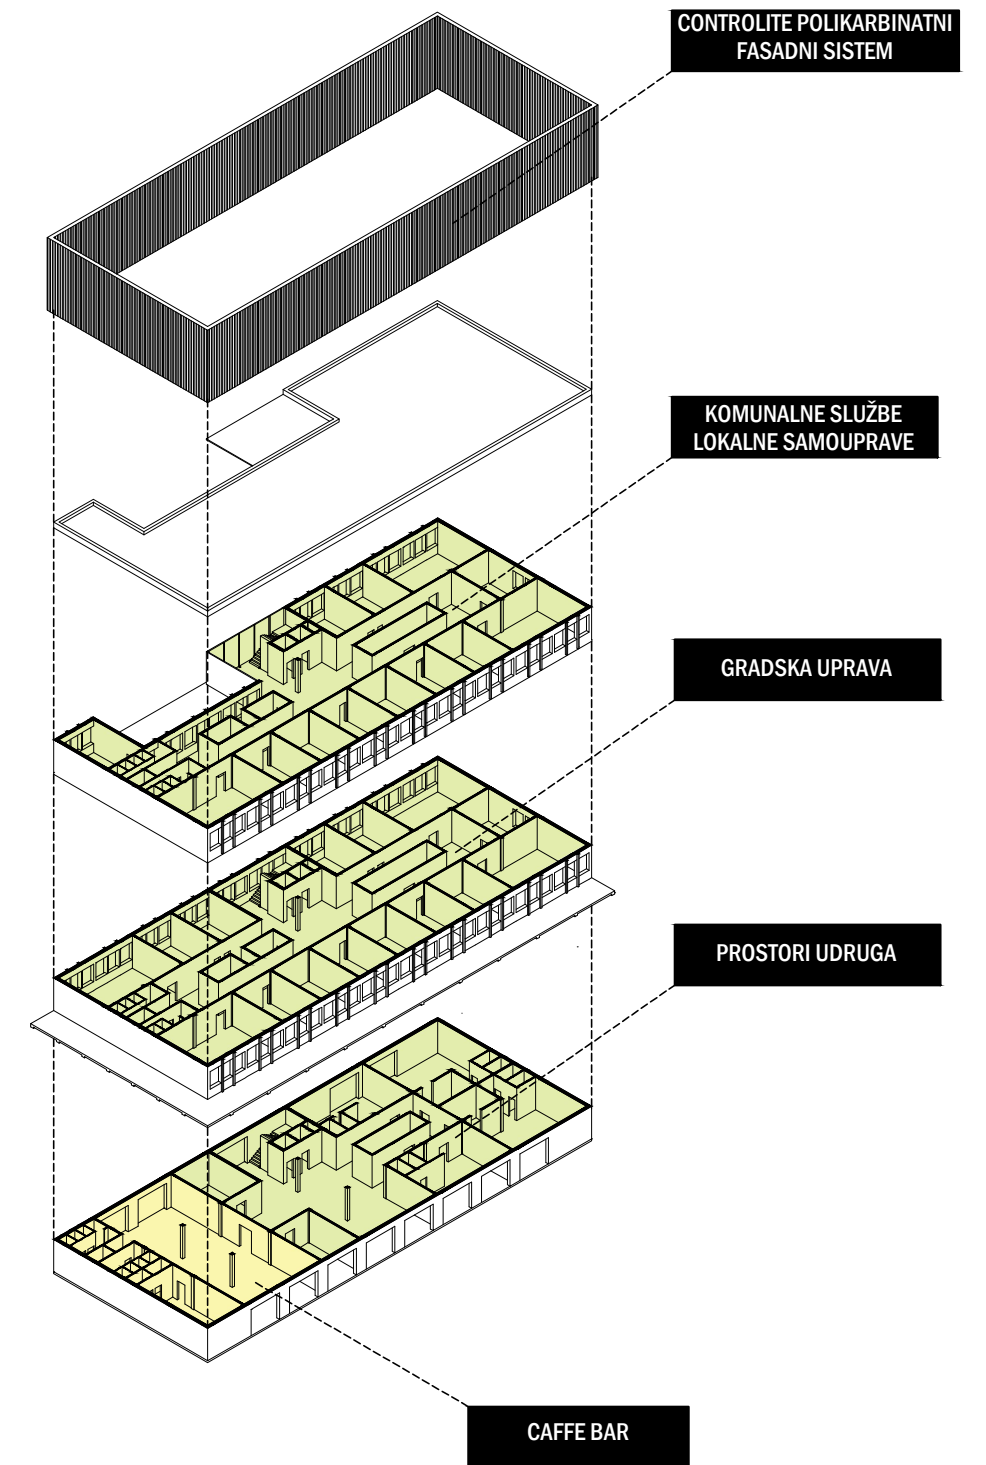 CONTROLITE POLIKARBINATNI
FASADNI SISTEM
KOMUNALNE SLUŽBE
LOKALNE SAMOUPRAVE
GRADSKA UPRAVA
PROSTORI UDRUGA
CAFFE BAR